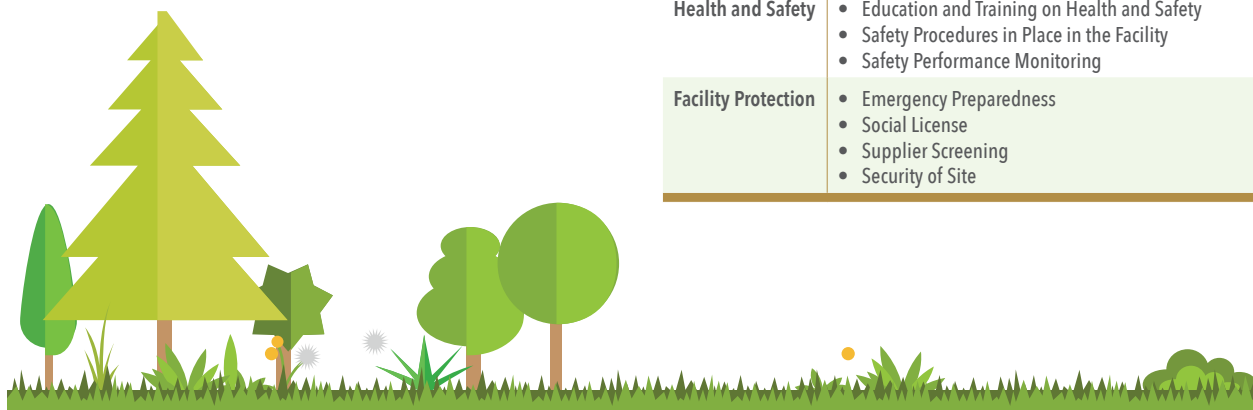 Health and Safety
• Education and Training on Health and Safety
• Safety Procedures in Place in the Facility
• Safety Performance Monitoring
Facility Protection
• Emergency Preparedness
• Social License
• Supplier Screening
• Security of Site